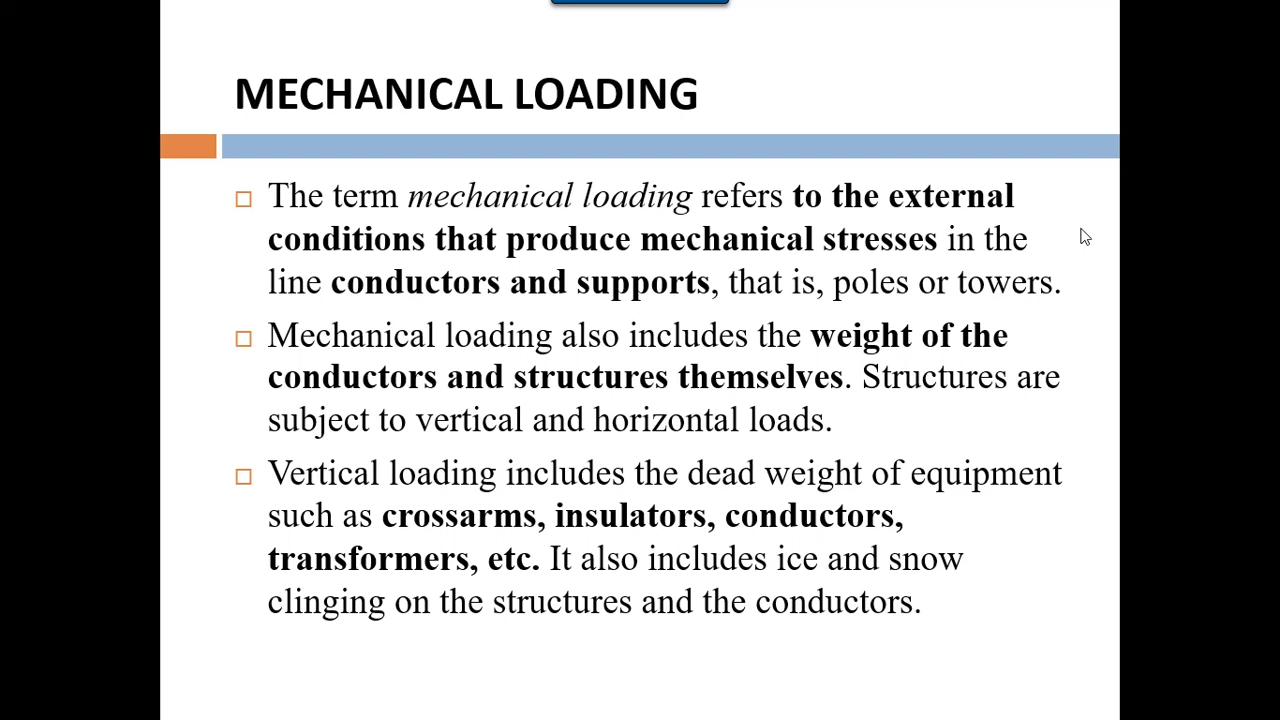 MECHANICAL LOADING
The term mechanical loading refers to the external
conditions that produce mechanical stresses in the
line conductors and supports, that is, poles or towers.
Mechanical loading also includes the weight of the
conductors and structures themselves. Structures are
subject to vertical and horizontal loads.
Vertical loading includes the dead weight of equipment
such as crossarms, insulators, conductors,
transformers, etc. It also includes ice and snow
clinging on the structures and the conductors.